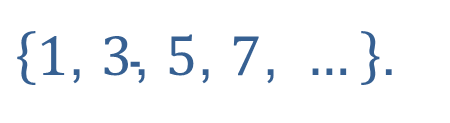 {1, 3, 5, 7, ...}.